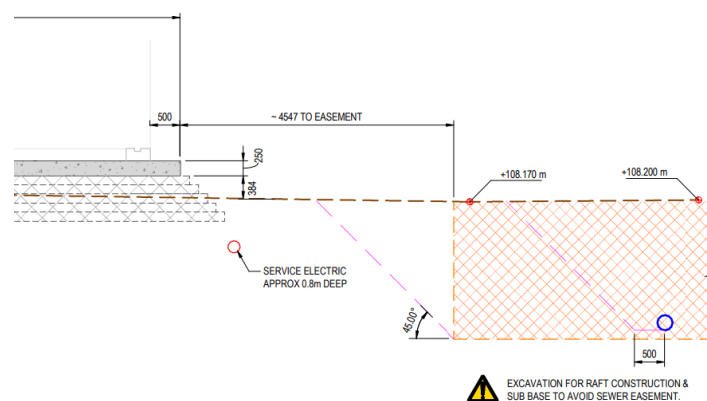 +108.170 m
+108.200 m
500
~ 4547 TO EASEMENT
250
384
SERVICE ELECTRIC
APPROX 0.8m DEEP
45.00°
500
EXCAVATION FOR RAFT CONSTRUCTION &
SUB BASE TO AVOID SEWER EASEMENT.